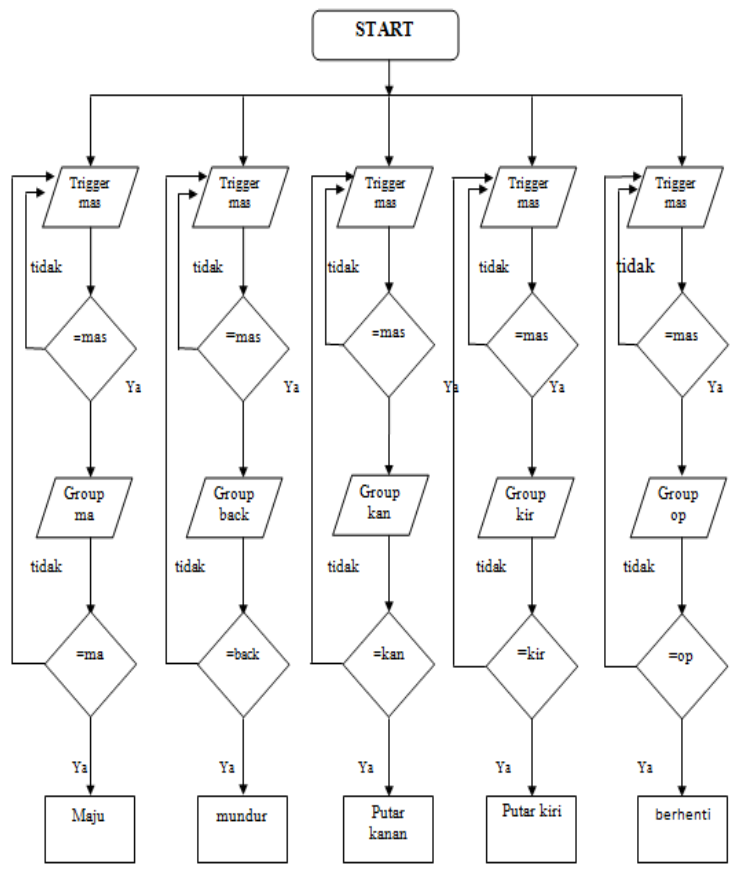 START
Trigger
mas
Trigger
mas
Trigger
mas
Trigger
mas
Trigger
mas
tidak
tidak
tidak
tidak
tidak
=mas
=mas
=mas
=mas
=mas
Ya
Ya
Ya
Ya
Ya
Group
ma
Group
back
Group
kan
Group
kir
Group
op
tidak
tidak
tidak
tidak
tidak
=ma
=back
=kan
=kir
=op
Ya
Ya
Ya
Ya
Ya
Maju
mundur
Putar
kanan
Putar kiri
berhenti